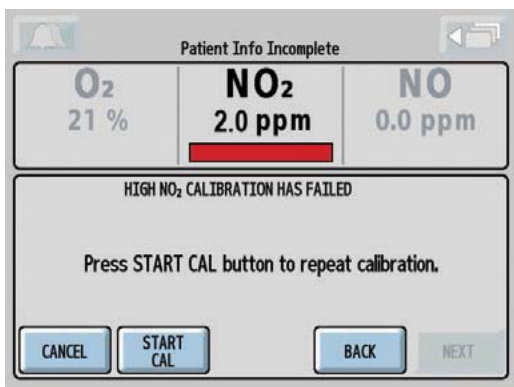 Patient Info Incomplete
O₂ NO₂ NO
21 % 2.0 ppm 0.0 ppm
HIGH NO₂ CALIBRATION HAS FAILED
Press START CAL button to repeat calibration.
CANCEL START CAL BACK NEXT